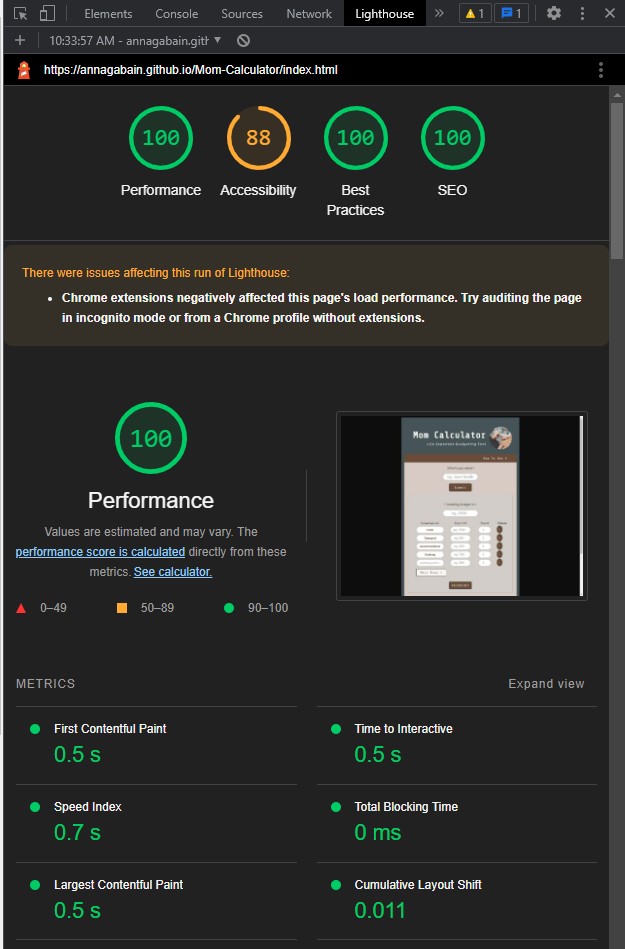 Elements Console Sources Network Lighthouse » 1 1
10:33:57 AM - annagabain.gith
https://annagabain.github.io/Mom-Calculator/index.html
100 88 100 100
Performance Accessibility Best Practices SEO
There were issues affecting this run of Lighthouse:
• Chrome extensions negatively affected this page's load performance. Try auditing the page
in incognito mode or from a Chrome profile without extensions.
100
Performance
Values are estimated and may vary. The
performance score is calculated directly from these
metrics. See calculator.
0–49 50–89 90–100
Mom Calculator
METRICS Expand view
First Contentful Paint
0.5 s
Time to Interactive
0.5 s
Speed Index
0.7 s
Total Blocking Time
0 ms
Largest Contentful Paint
0.5 s
Cumulative Layout Shift
0.011